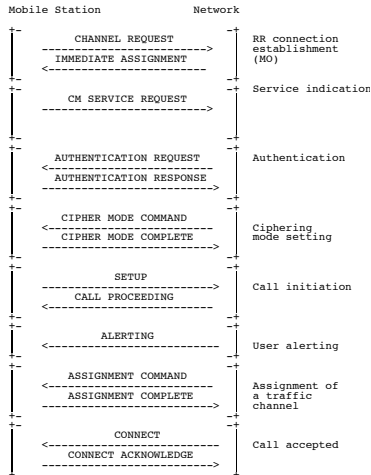 Mobile Station Network
CHANNEL REQUEST
IMMEDIATE ASSIGNMENT
RR connection
establishment
(MO)
CM SERVICE REQUEST
Service indication
AUTHENTICATION REQUEST
AUTHENTICATION RESPONSE
Authentication
CIPHER MODE COMMAND
CIPHER MODE COMPLETE
Ciphering
mode setting
SETUP
CALL PROCEEDING
Call initiation
ALERTING
User alerting
ASSIGNMENT COMMAND
ASSIGNMENT COMPLETE
Assignment of
a traffic
channel
CONNECT
CONNECT ACKNOWLEDGE
Call accepted